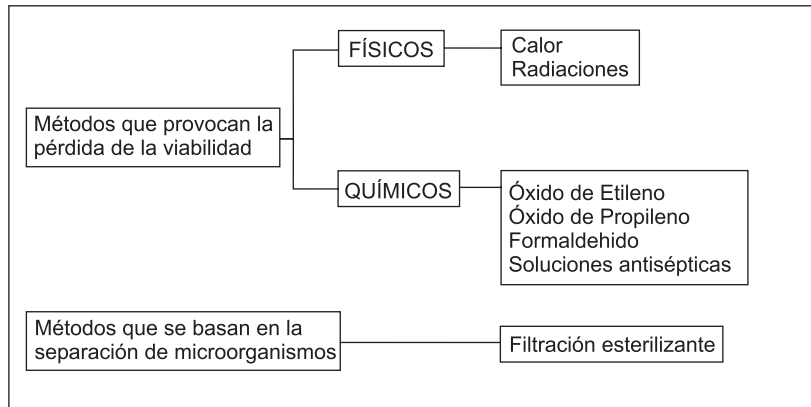 FÍSICOS
Calor
Radiaciones
Métodos que provocan la
pérdida de la viabilidad
QUÍMICOS
Óxido de Etileno
Óxido de Propileno
Formaldehido
Soluciones antisépticas
Métodos que se basan en la
separación de microorganismos
Filtración esterilizante